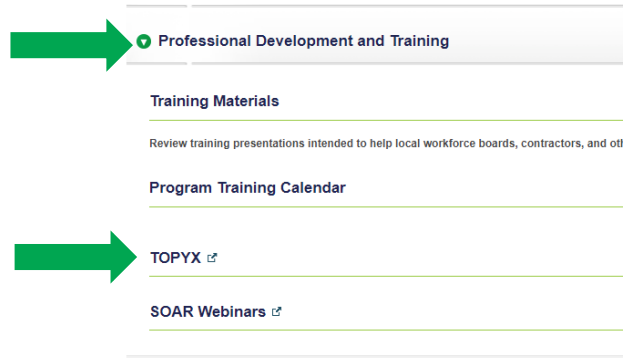 Professional Development and Training
Training Materials
Review training presentations intended to help local workforce boards, contractors, and
Program Training Calendar
TOPYX
SOAR Webinars